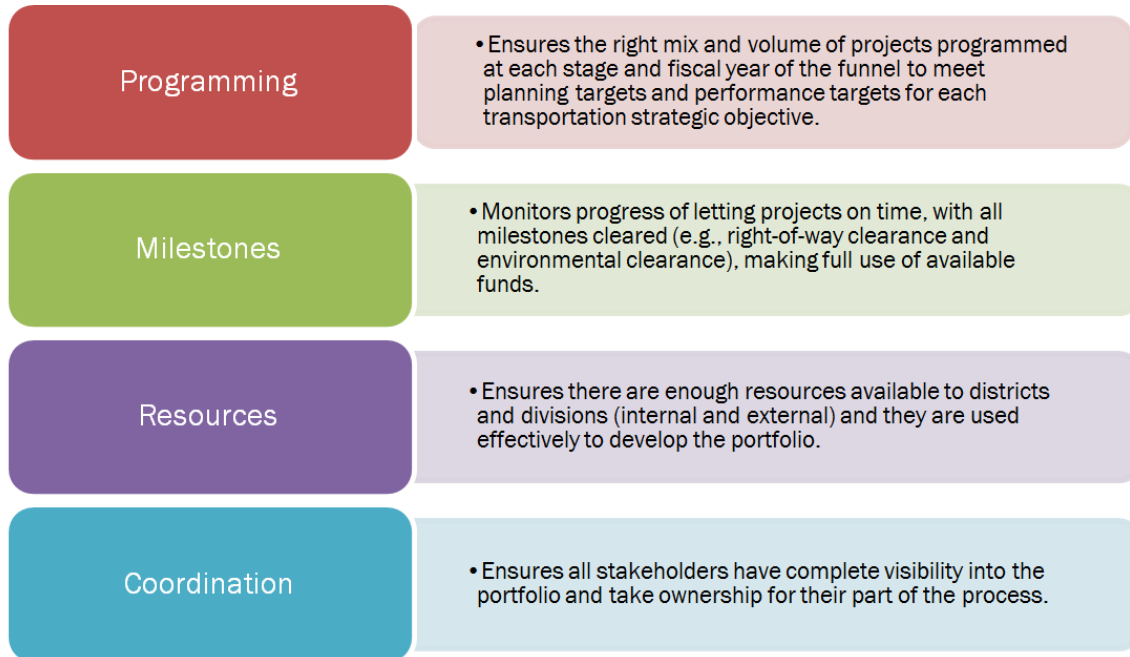 Programming
• Ensures the right mix and volume of projects programmed
at each stage and fiscal year of the funnel to meet
planning targets and performance targets for each
transportation strategic objective.
Milestones
• Monitors progress of letting projects on time, with all
milestones cleared (e.g., right-of-way clearance and
environmental clearance), making full use of available
funds.
Resources
• Ensures there are enough resources available to districts
and divisions (internal and external) and they are used
effectively to develop the portfolio.
Coordination
• Ensures all stakeholders have complete visibility into the
portfolio and take ownership for their part of the process.